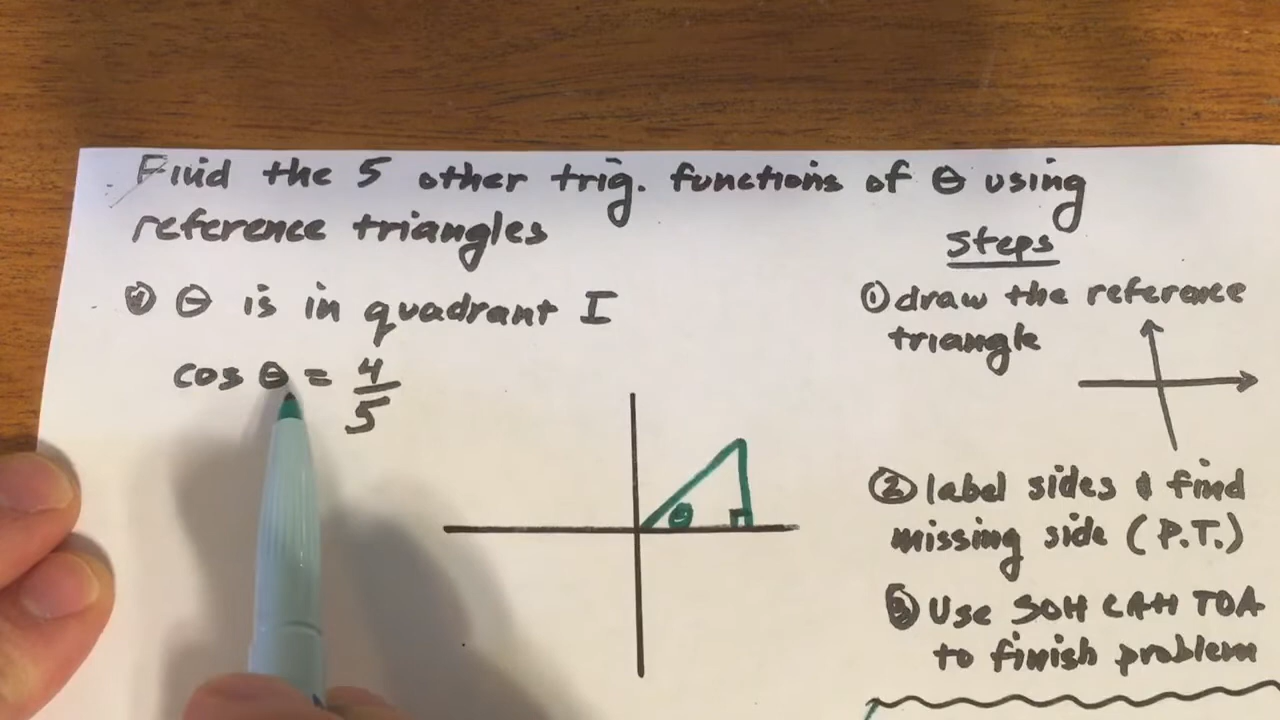 Find the 5 other trig. functions of θ using
reference triangles
① θ is in quadrant I
cos θ = 4/5
θ
Steps
① draw the reference
triangle
② label sides & find
missing side (P.T.)
③ Use SOH CAH TOA
to finish problem